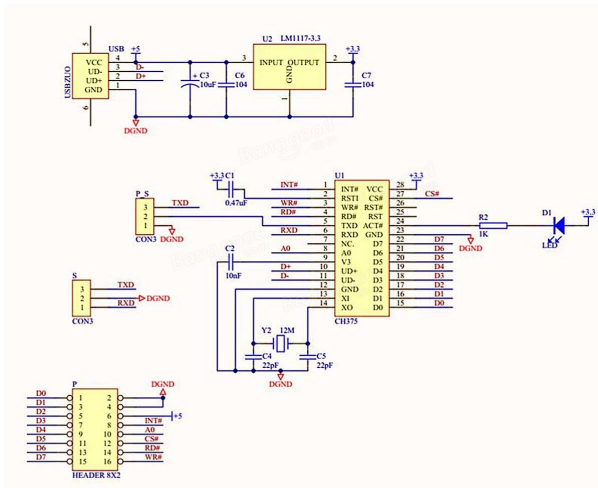 5
USB
USBZUO
VCC 4
UD- 3 D-
UD+ 2 D+
GND 1
6
+5
C3
10uF
C6
104
U2 LM1117-3.3
3 INPUT OUTPUT 2
GND
1
+3.3
C7
104
DGND
P_S
3 TXD
2
1
CON3
DGND
+3.3 C1
0.47uF
C2
10nF
U1
INT# 1 INT# VCC 28 +3.3
2 RSTI CS# 27 CS#
WR# 3 WR# RST# 26
RD# 4 RD# RST 25
5 TXD ACT# 24
RXD 6 RXD GND 23
7 NC. D7 22 D7
A0 8 A0 D6 21 D6
9 V3 D5 20 D5
D+ 10 UD+ D4 19 D4
D- 11 UD- D3 18 D3
12 GND D2 17 D2
13 XI D1 16 D1
14 XO D0 15 D0
CH375
DGND
R2
1K
D1
LED
+3.3
S
3 TXD
2 DGND
1 RXD
CON3
Y2 12M
C4
22pF
C5
22pF
DGND
P
DGND
D0 1 2
D1 3 4
D2 5 6 +5
D3 7 8 INT#
D4 9 10 A0
D5 11 12 CS#
D6 13 14 RD#
D7 15 16 WR#
HEADER 8X2